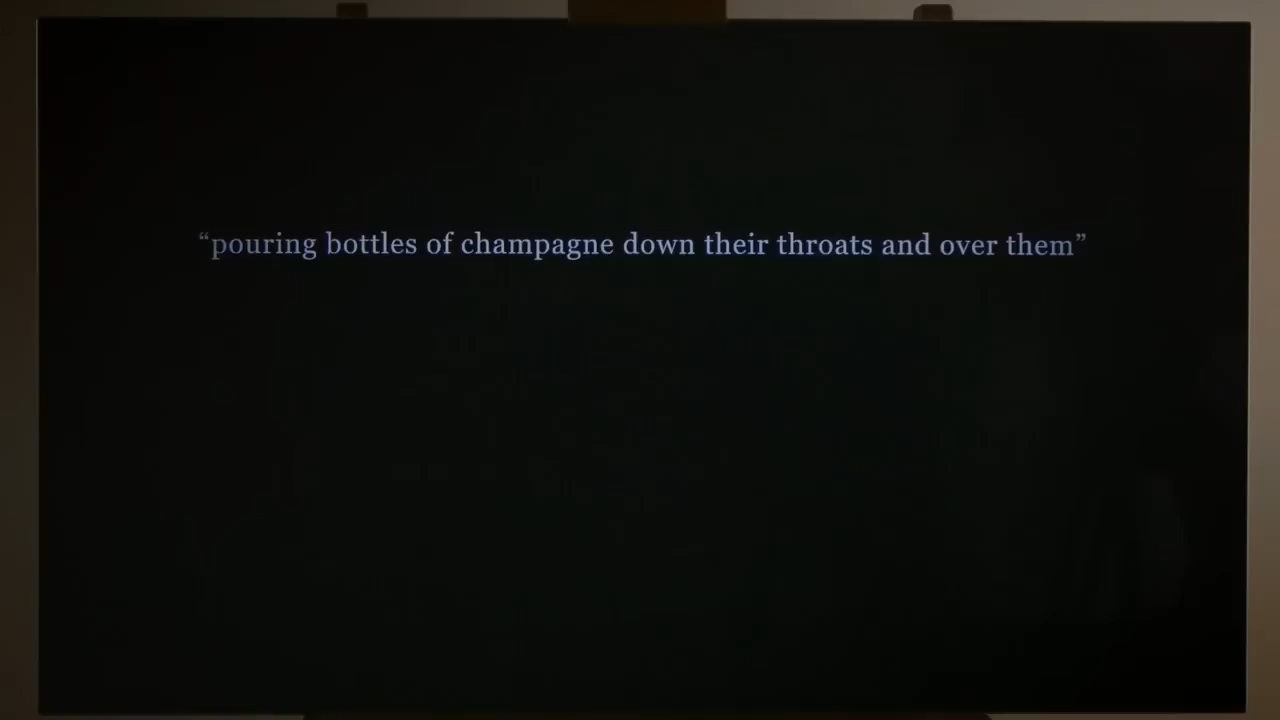 “pouring bottles of champagne down their throats and over them”